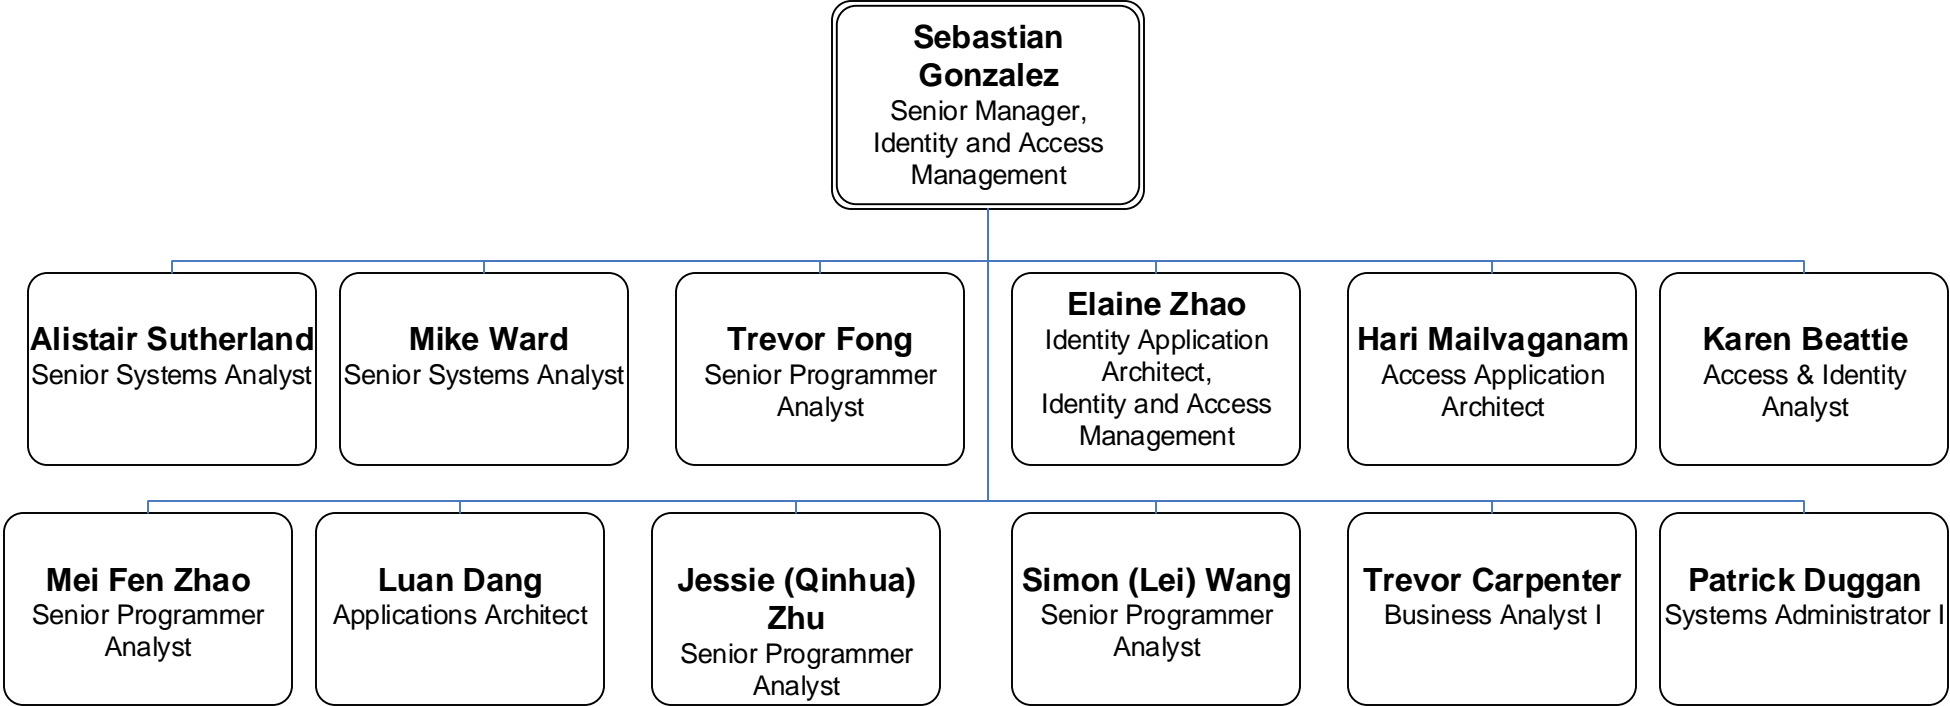 Sebastian
Gonzalez
Senior Manager,
Identity and Access
Management
Alistair Sutherland
Senior Systems Analyst
Mike Ward
Senior Systems Analyst
Trevor Fong
Senior Programmer
Analyst
Elaine Zhao
Identity Application
Architect,
Identity and Access
Management
Hari Mailvaganam
Access Application
Architect
Karen Beattie
Access & Identity
Analyst
Mei Fen Zhao
Senior Programmer
Analyst
Luan Dang
Applications Architect
Jessie (Qinhua)
Zhu
Senior Programmer
Analyst
Simon (Lei) Wang
Senior Programmer
Analyst
Trevor Carpenter
Business Analyst I
Patrick Duggan
Systems Administrator I